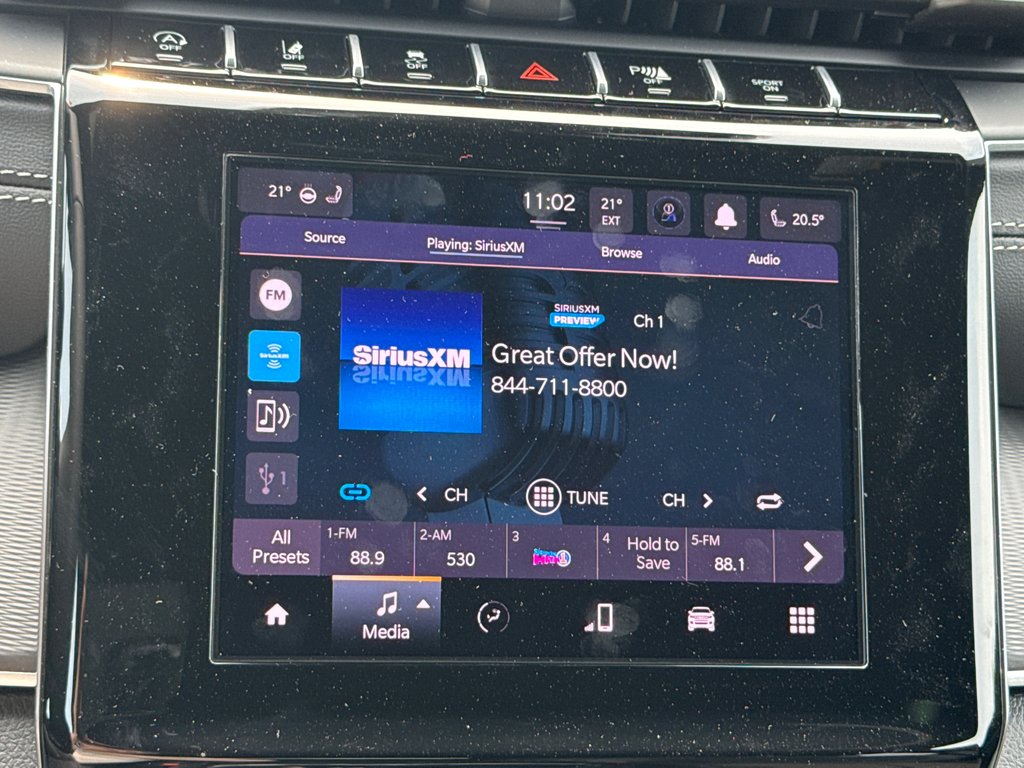 OFF
OFF
OFF
P OFF
SPORT
ON
21°
11:02
21°
EXT
20.5°
Source
Playing: SiriusXM
Browse
Audio
FM
SiriusXM
SiriusXM
SIRIUSXM
PREVIEW
Ch 1
Great Offer Now!
844-711-8800
1
CH
TUNE
CH
All
Presets
1-FM
88.9
2-AM
530
3
4
Hold to
Save
5-FM
88.1
Media